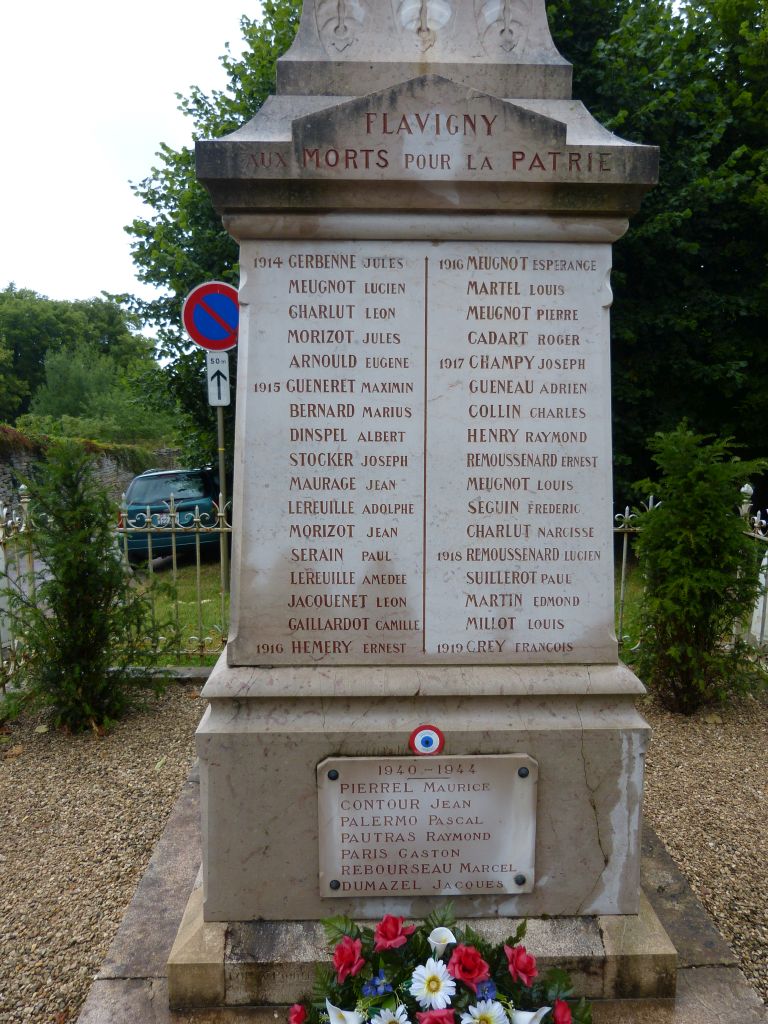 FLAVIGNY
AUX MORTS POUR LA PATRIE
1914 GERBENNE JULES
MEUGNOT LUCIEN
CHARLUT LEON
MORIZOT JULES
ARNOULD EUGENE
1915 GUENERET MAXIMIN
BERNARD MARIUS
DINSPEL ALBERT
STOCKER JOSEPH
MAURAGE JEAN
LEREUILLE ADOLPHE
MORIZOT JEAN
SERAIN PAUL
LEREUILLE AMEDEE
JACQUENET LEON
GAILLARDOT CAMILLE
1916 HEMERY ERNEST
1916 MEUGNOT ESPERANCE
MARTEL LOUIS
MEUGNOT PIERRE
CADART ROGER
1917 CHAMPY JOSEPH
GUENEAU ADRIEN
COLLIN CHARLES
HENRY RAYMOND
REMOUSSENARD ERNEST
MEUGNOT LOUIS
SEGUIN FREDERIC
CHARLUT NARCISSE
1918 REMOUSSENARD LUCIEN
SUILLEROT PAUL
MARTIN EDMOND
MILLOT LOUIS
1919 GREY FRANCOIS
50m
1940-1944
PIERREL MAURICE
CONTOUR JEAN
PALERMO PASCAL
PAUTRAS RAYMOND
PARIS GASTON
REBOURSEAU MARCEL
DUMAZEL JACQUES